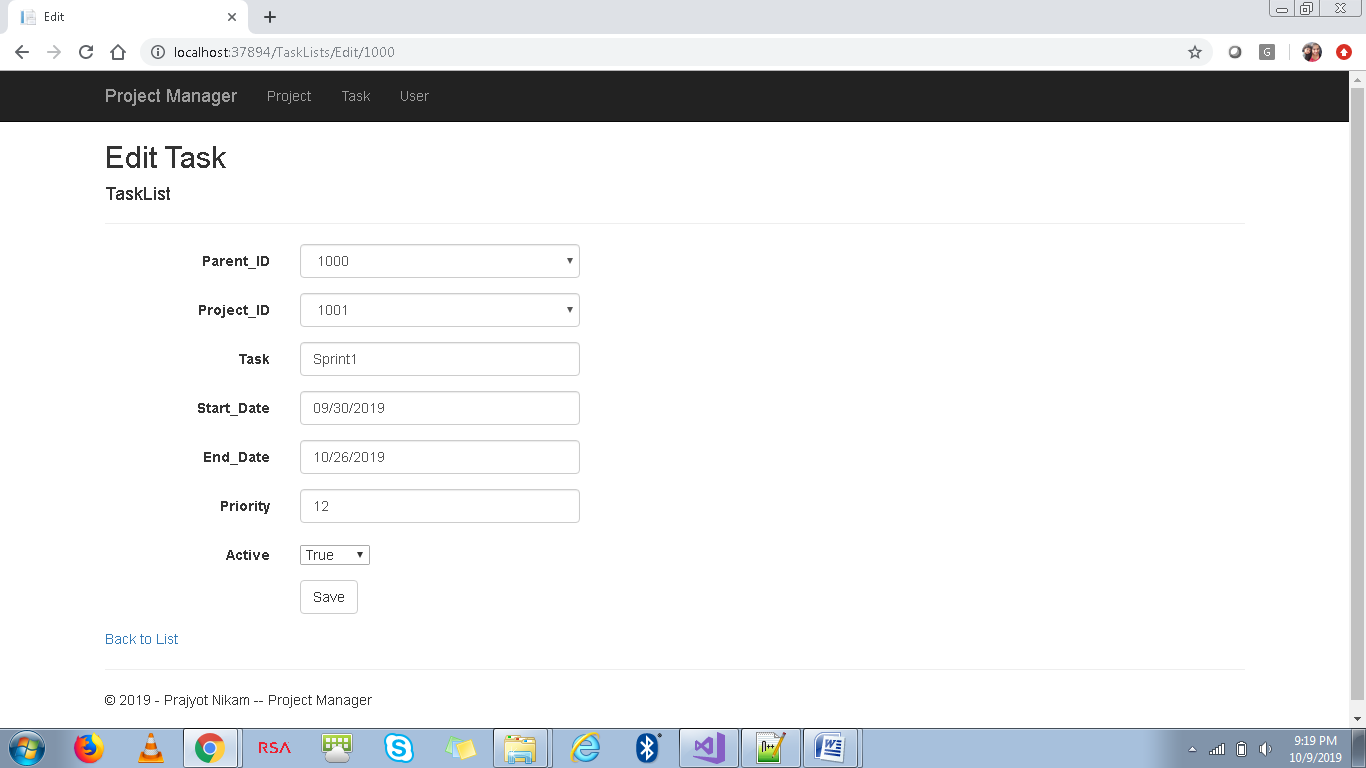 Edit
localhost:37894/TaskLists/Edit/1000
G
Project Manager Project Task User
Edit Task
TaskList
Parent_ID 1000
Project_ID 1001
Task Sprint1
Start_Date 09/30/2019
End_Date 10/26/2019
Priority 12
Active True
Save
Back to List
© 2019 - Prajyot Nikam -- Project Manager
RSA
9:19 PM
10/9/2019